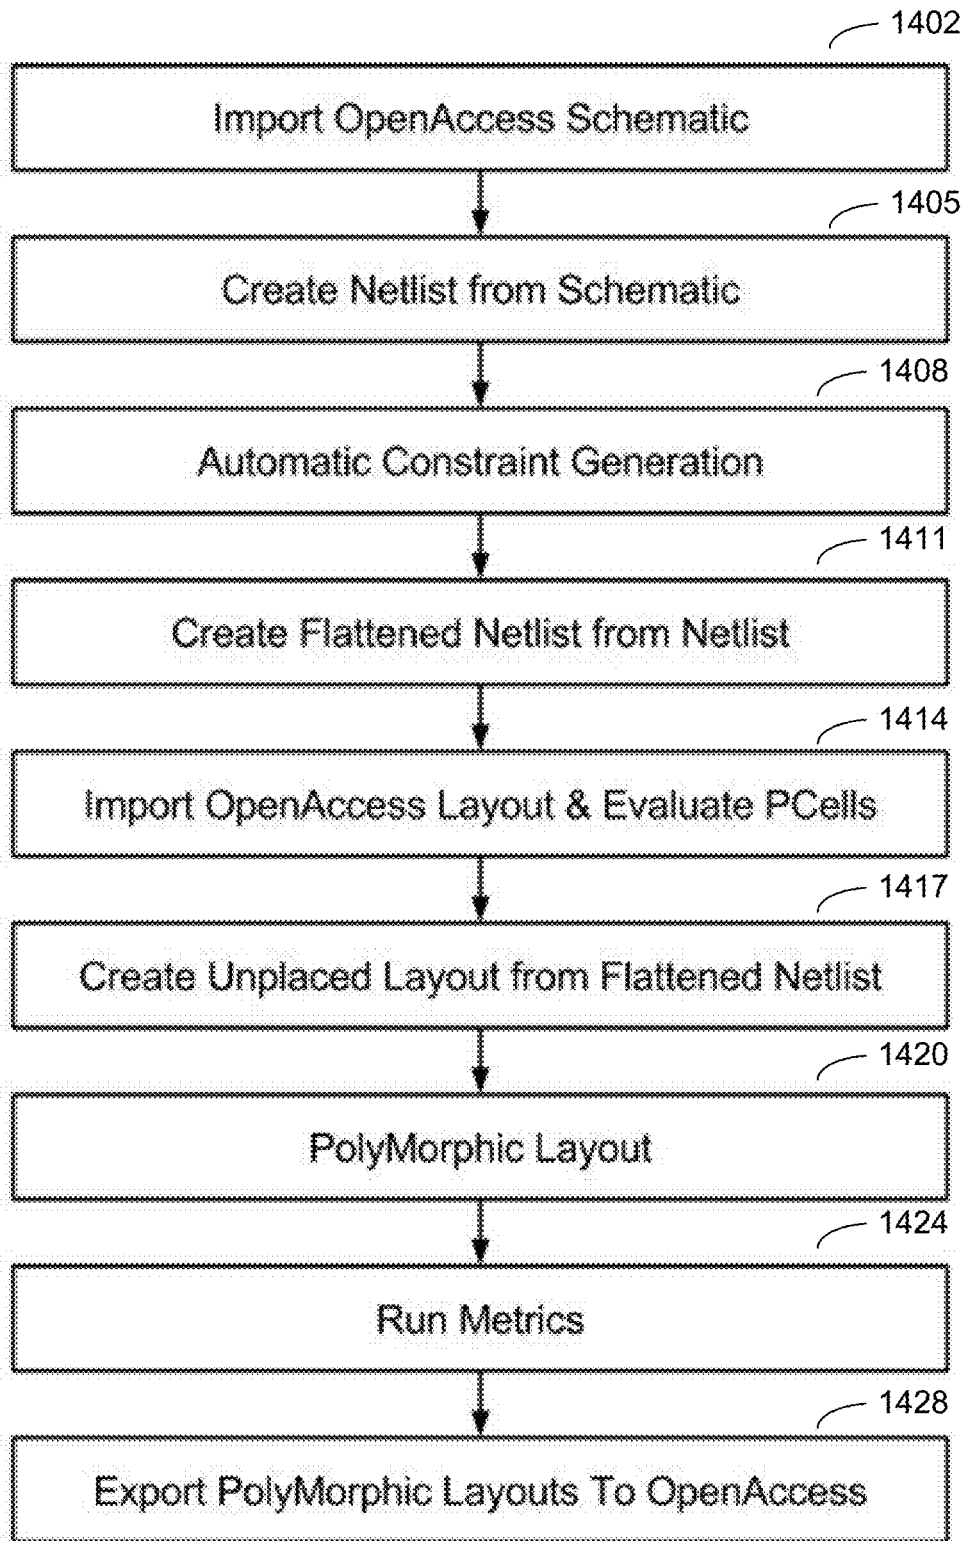 1402
Import OpenAccess Schematic
1405
Create Netlist from Schematic
1408
Automatic Constraint Generation
1411
Create Flattened Netlist from Netlist
1414
Import OpenAccess Layout & Evaluate PCells
1417
Create Unplaced Layout from Flattened Netlist
1420
PolyMorphic Layout
1424
Run Metrics
1428
Export PolyMorphic Layouts To OpenAccess